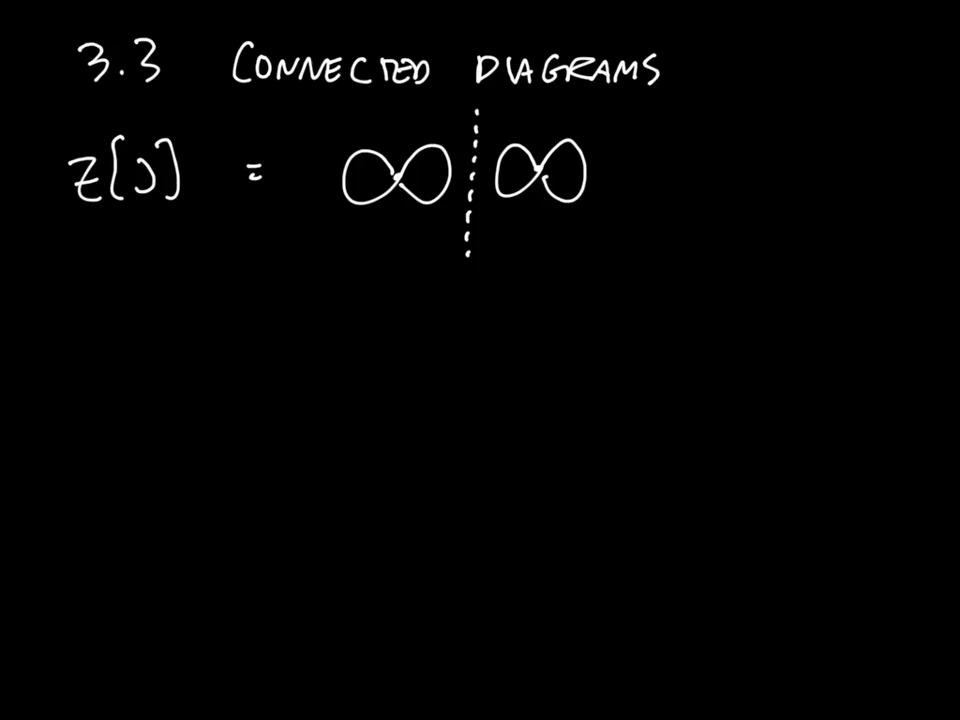 3.3 CONNECTED DIAGRAMS
Z[J] = ∞ ∞